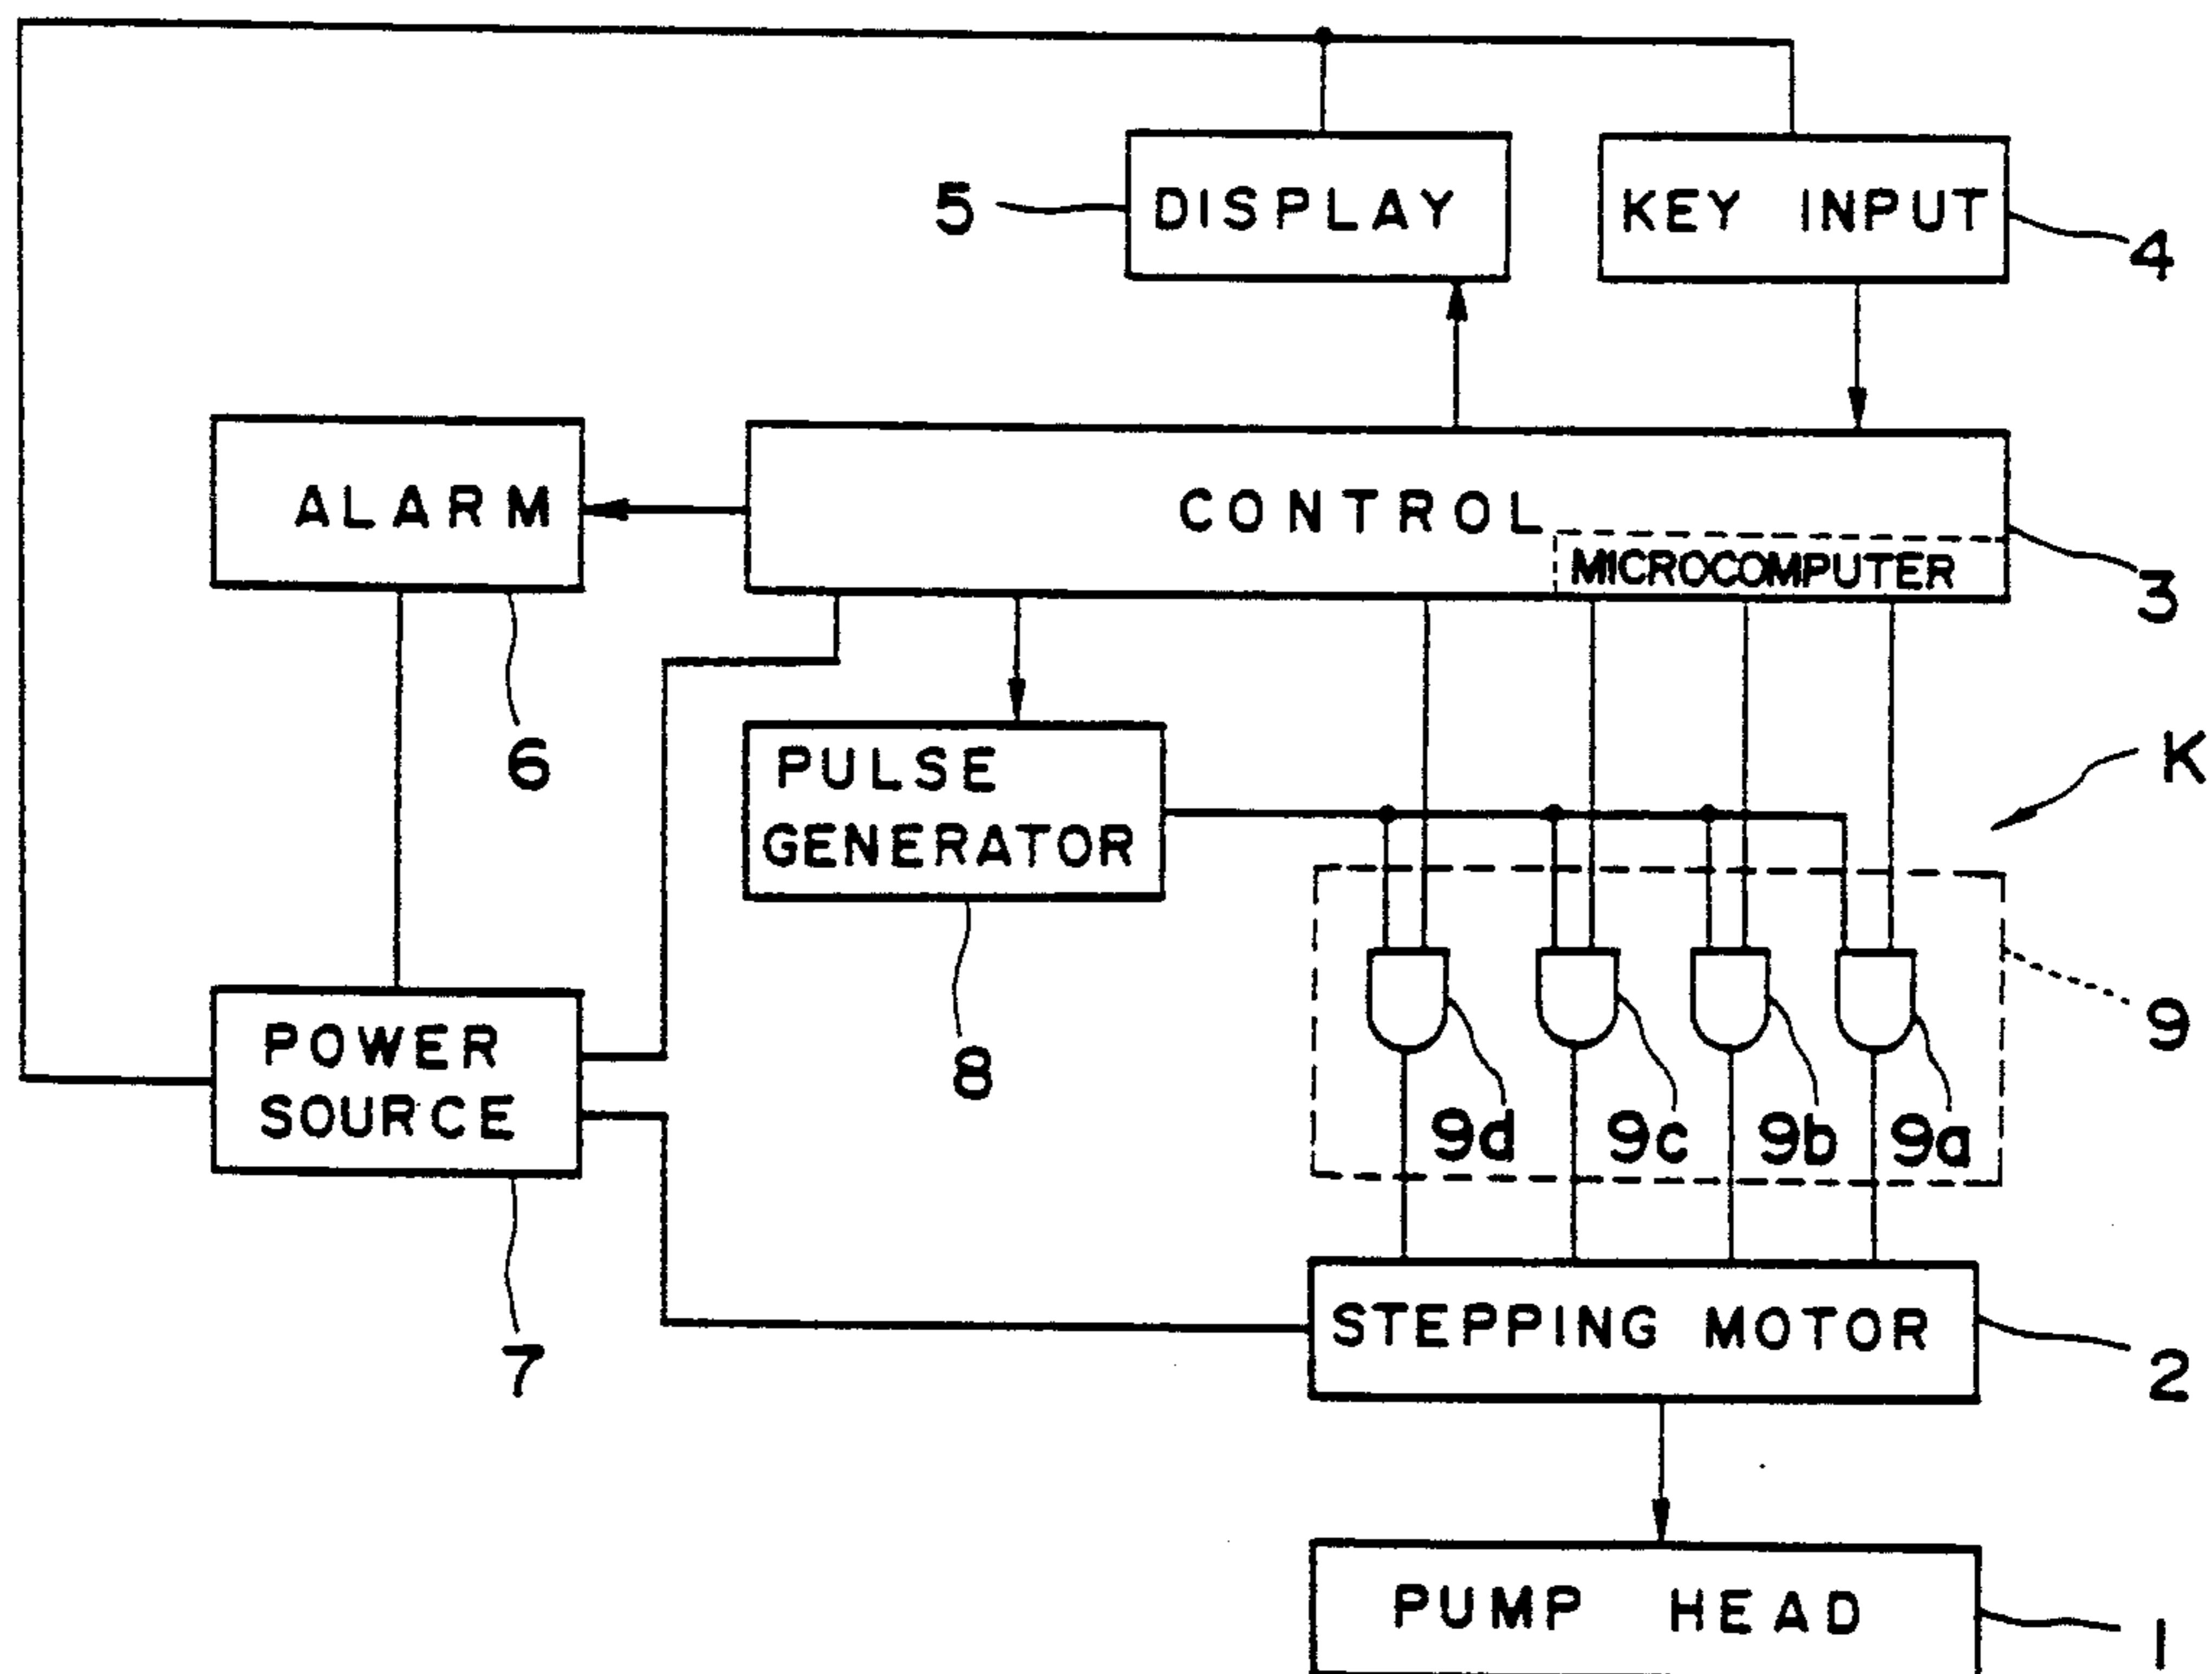 5
DISPLAY
KEY INPUT
4
ALARM
CONTROL
MICROCOMPUTER
3
6
PULSE
GENERATOR
K
8
POWER
SOURCE
9
9d
9c
9b
9a
7
STEPPING MOTOR
2
PUMP HEAD
1